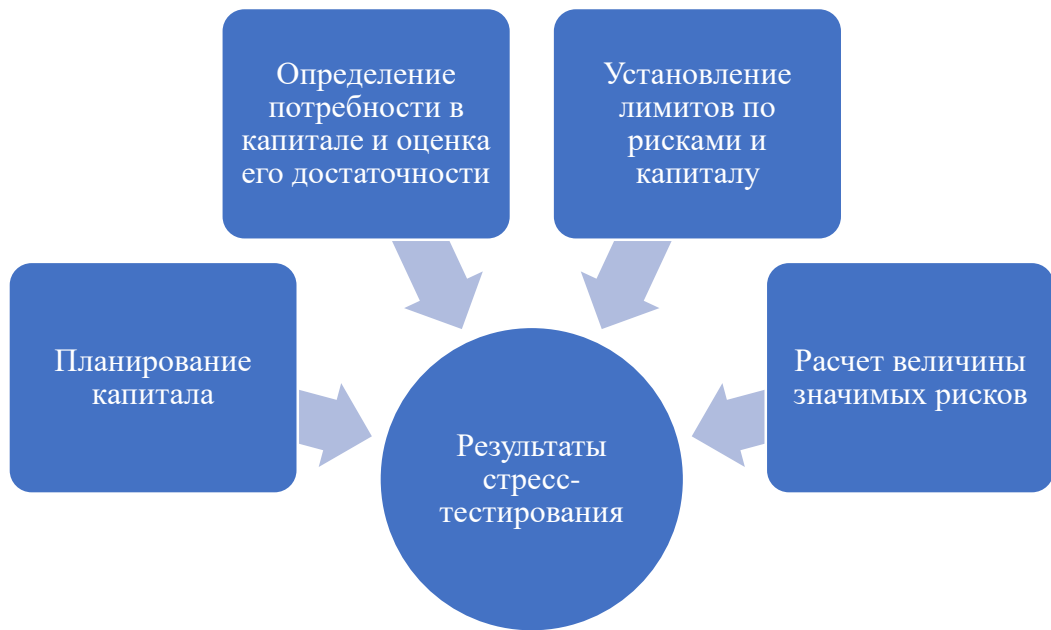 Определение
потребности в
капитале и оценка
его достаточности
Установление
лимитов по
рисками и
капиталу
Планирование
капитала
Расчет величины
значимых рисков
Результаты
стресс-
тестирования